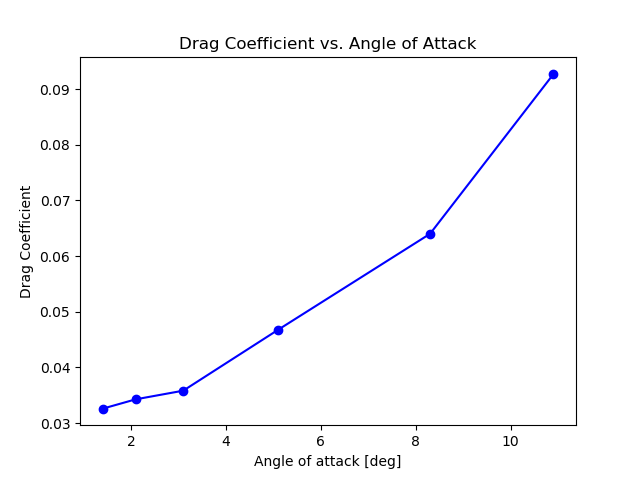 Drag Coefficient vs. Angle of Attack
0.09
0.08
0.07
0.06
0.05
0.04
0.03
Drag Coefficient
2 4 6 8 10
Angle of attack [deg]